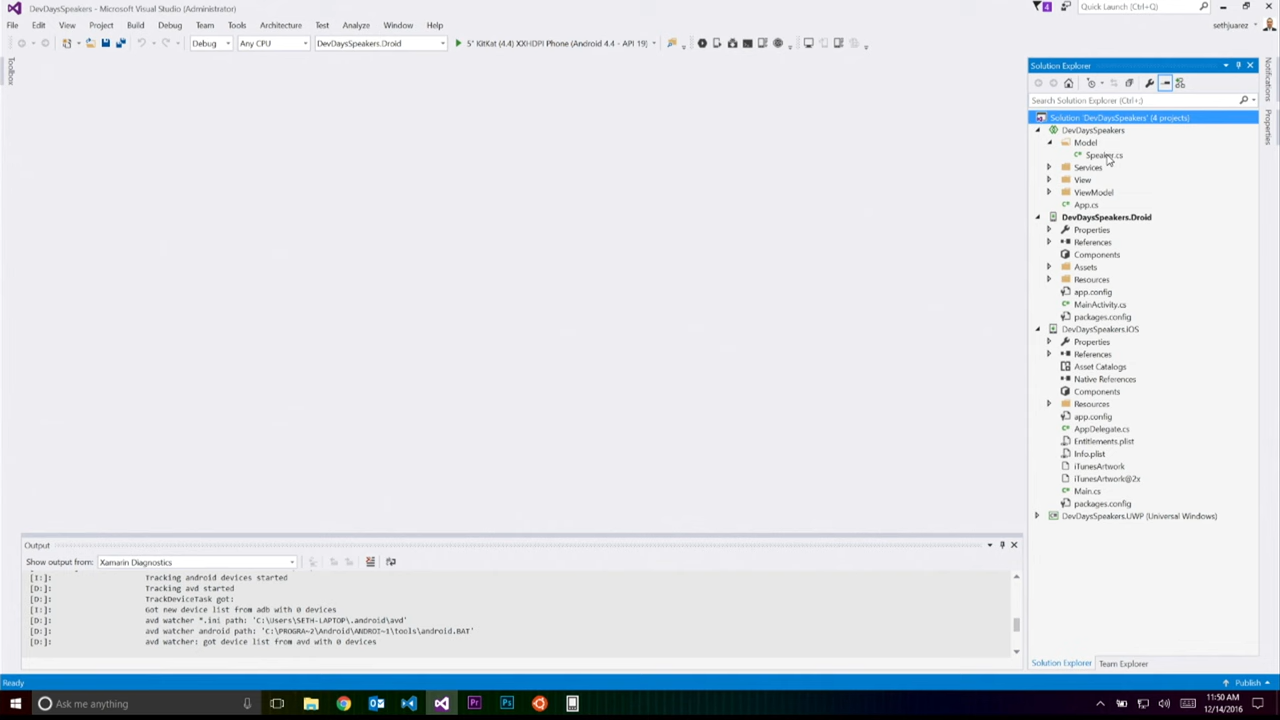 DevDaysSpeakers - Microsoft Visual Studio (Administrator)
4
Quick Launch (Ctrl+Q)
File Edit View Project Build Debug Team Tools Architecture Test Analyze Window Help
sethjuarez
Debug Any CPU DevDaysSpeakers.Droid 5" KitKat (4.4) XXHDPI Phone (Android 4.4 - API 19)
Toolbox
Solution Explorer
Search Solution Explorer (Ctrl+;)
Solution 'DevDaysSpeakers' (4 projects)
DevDaysSpeakers
Model
Speaker.cs
Services
View
ViewModel
App.cs
DevDaysSpeakers.Droid
Properties
References
Components
Assets
Resources
app.config
MainActivity.cs
packages.config
DevDaysSpeakers.iOS
Properties
References
Asset Catalogs
Native References
Components
Resources
app.config
AppDelegate.cs
Entitlements.plist
Info.plist
iTunesArtwork
iTunesArtwork@2x
Main.cs
packages.config
DevDaysSpeakers.UWP (Universal Windows)
Solution Explorer Team Explorer
Notifications
Properties
Output
Show output from: Xamarin Diagnostics
[I:]: Tracking android devices started
[D:]: Tracking avd started
[D:]: TrackDeviceTask got:
[I:]: Got new device list from adb with 0 devices
[D:]: avd watcher *.ini path: 'C:\Users\SETH-LAPTOP\.android\avd'
[D:]: avd watcher android path: 'C:\PROGRA~2\Android\ANDROI~1\tools\android.BAT'
[D:]: avd watcher: got device list from avd with 0 devices
Ready
Publish
Ask me anything
Pr
Ps
11:50 AM
12/14/2016